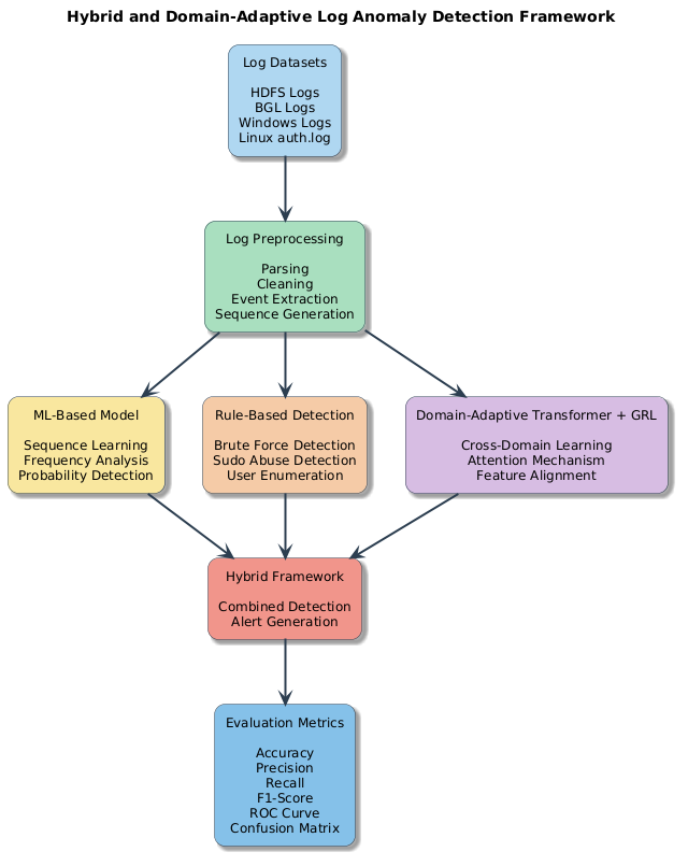 Hybrid and Domain-Adaptive Log Anomaly Detection Framework
Log Datasets
HDFS Logs
BGL Logs
Windows Logs
Linux auth.log
Log Preprocessing
Parsing
Cleaning
Event Extraction
Sequence Generation
ML-Based Model
Sequence Learning
Frequency Analysis
Probability Detection
Rule-Based Detection
Brute Force Detection
Sudo Abuse Detection
User Enumeration
Domain-Adaptive Transformer + GRL
Cross-Domain Learning
Attention Mechanism
Feature Alignment
Hybrid Framework
Combined Detection
Alert Generation
Evaluation Metrics
Accuracy
Precision
Recall
F1-Score
ROC Curve
Confusion Matrix